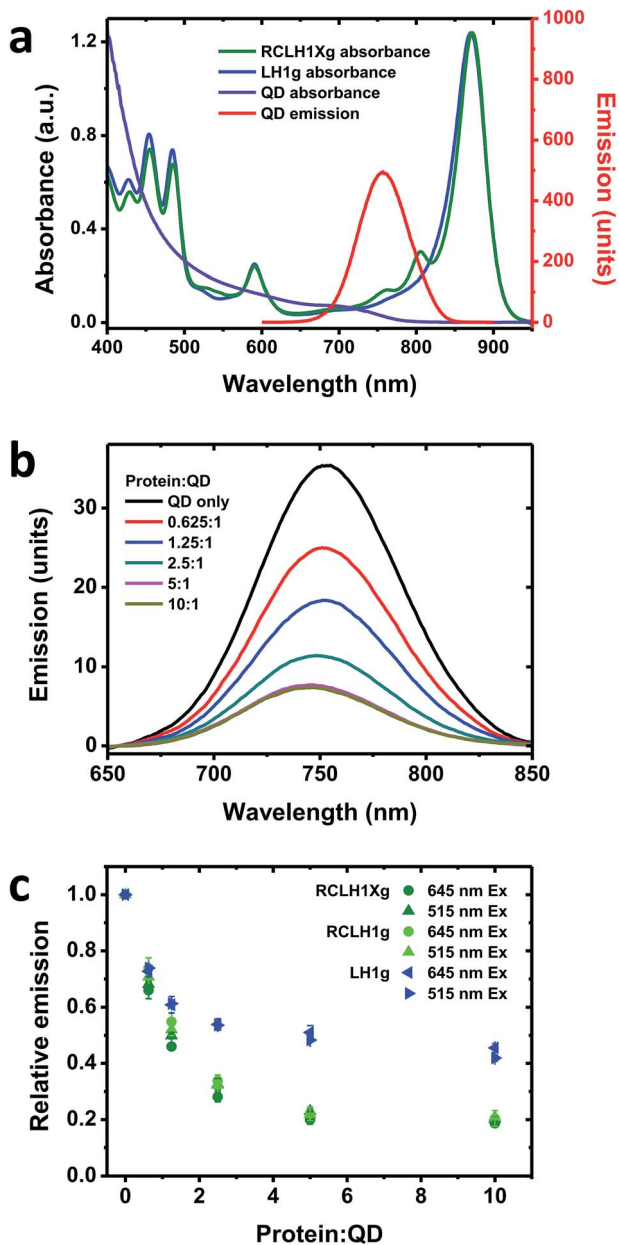 a
RCLH1Xg absorbance
LH1g absorbance
QD absorbance
QD emission
Absorbance (a.u.)
1.2
0.8
0.4
0.0
Emission (units)
1000
800
600
400
200
0
400 500 600 700 800 900
Wavelength (nm)
b
Protein:QD
QD only
0.625:1
1.25:1
2.5:1
5:1
10:1
Emission (units)
30
20
10
0
650 700 750 800 850
Wavelength (nm)
c
RCLH1Xg 645 nm Ex
515 nm Ex
RCLH1g 645 nm Ex
515 nm Ex
LH1g 645 nm Ex
515 nm Ex
Relative emission
1.0
0.8
0.6
0.4
0.2
0.0
0 2 4 6 8 10
Protein:QD